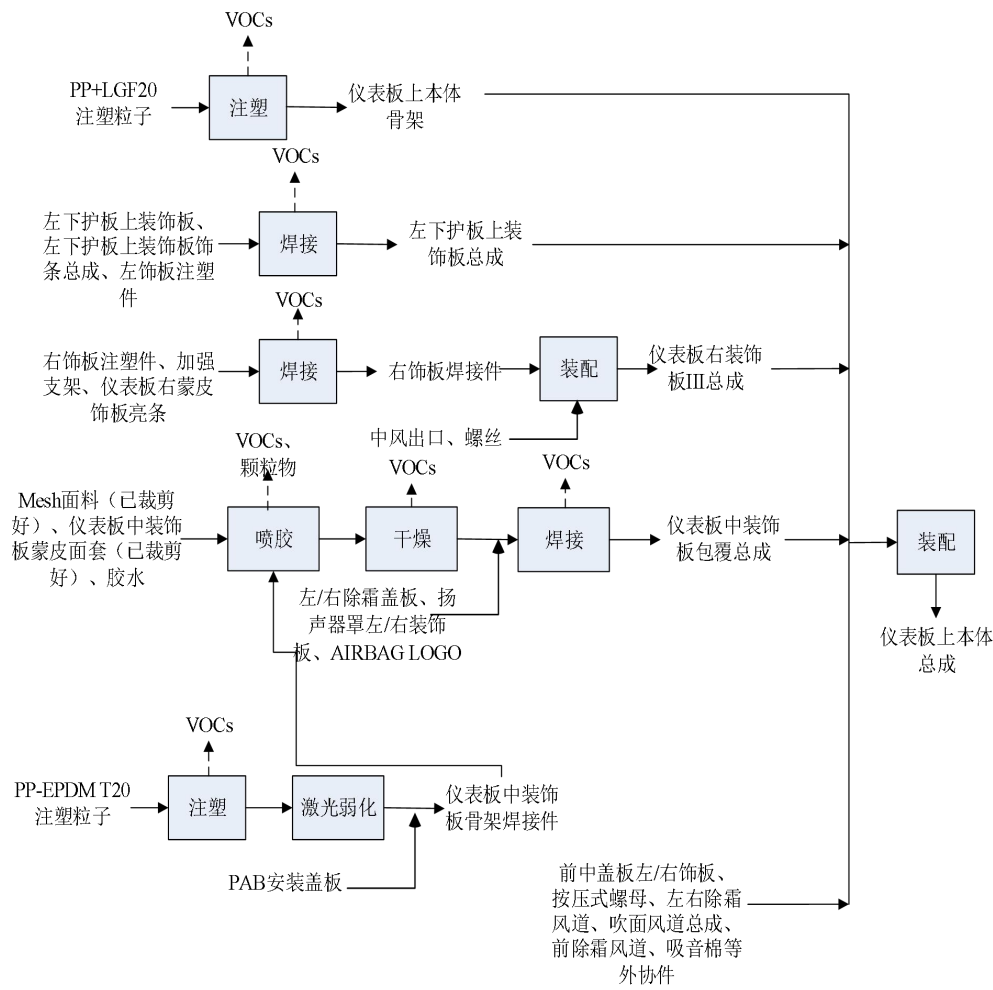 VOCs
PP+LGF20
注塑粒子
注塑
仪表板上本体
骨架
VOCs
左下护板上装饰板、
左下护板上装饰板饰
条总成、左饰板注塑
件
焊接
左下护板上装
饰板总成
VOCs
右饰板注塑件、加强
支架、仪表板右蒙皮
饰板亮条
焊接
右饰板焊接件
装配
仪表板右装饰
板III总成
中风出口、螺丝
VOCs、
颗粒物
VOCs
VOCs
Mesh面料（已裁剪
好）、仪表板中装饰
板蒙皮面套（已裁剪
好）、胶水
喷胶
干燥
焊接
仪表板中装饰
板包覆总成
装配
左/右除霜盖板、扬
声器罩左/右装饰
板、AIRBAG LOGO
仪表板上本体
总成
VOCs
PP-EPDM T20
注塑粒子
注塑
激光弱化
仪表板中装饰
板骨架焊接件
PAB安装盖板
前中盖板左/右饰板、
按压式螺母、左右除霜
风道、吹面风道总成、
前除霜风道、吸音棉等
外协件